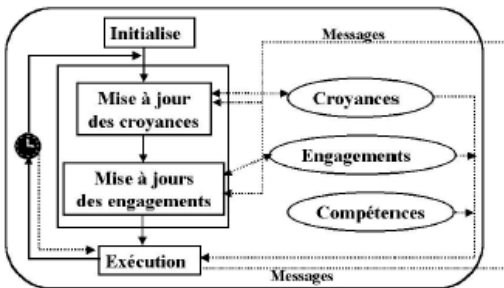 Initialise
Messages
Mise à jour
des croyances
Croyances
Engagements
Mise à jours
des engagements
Compétences
Exécution
Messages